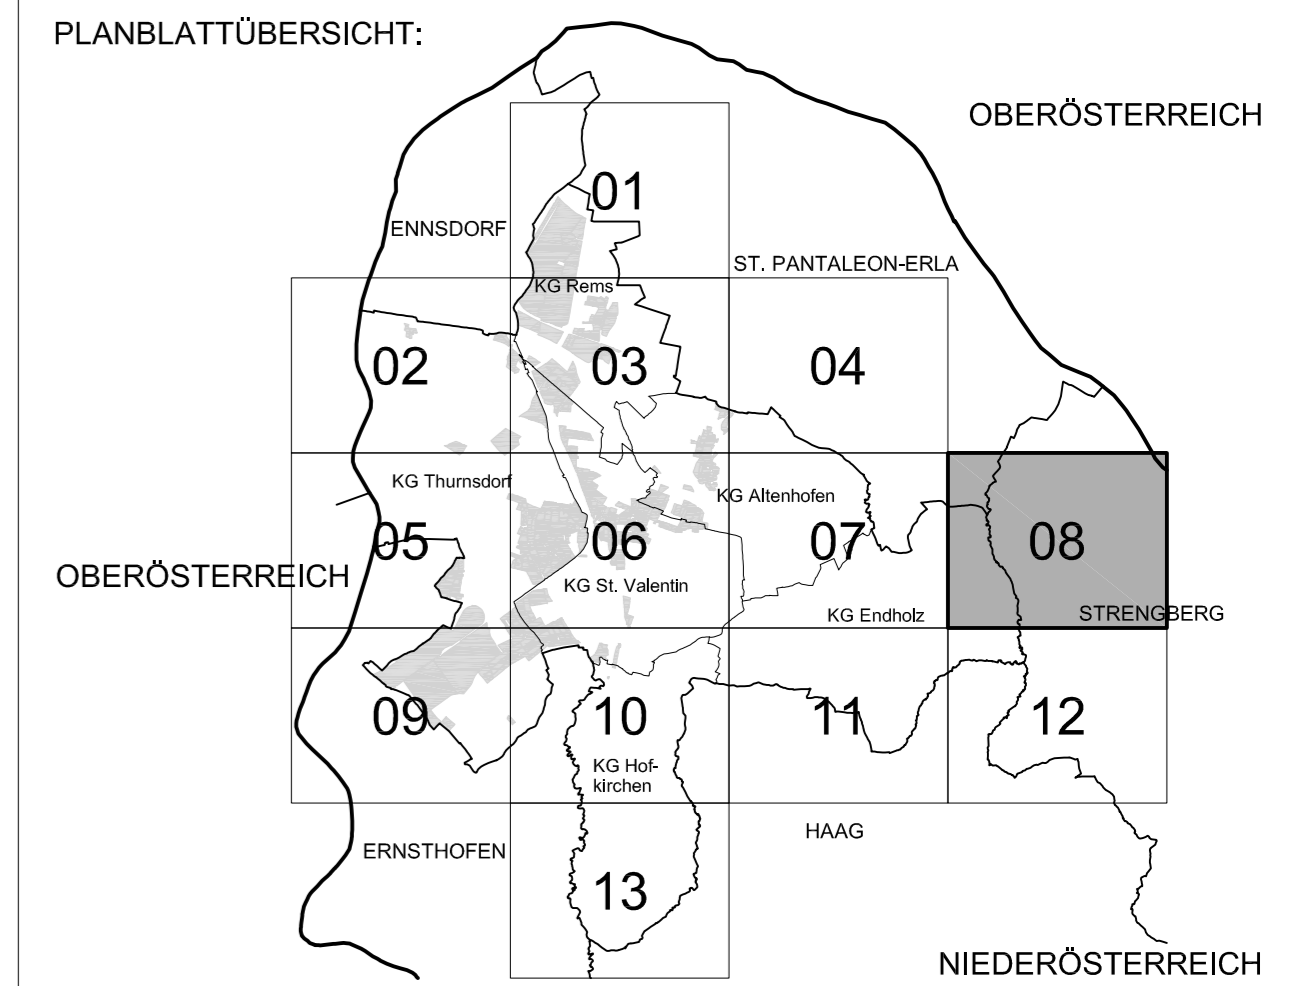 PLANBLATTÜBERSICHT:
OBERÖSTERREICH
01
ENNSDORF
ST. PANTALEON-ERLA
KG Rems
02
03
04
KG Thurnsdorf
KG Altenhofen
05
06
07
08
OBERÖSTERREICH
KG St. Valentin
KG Endholz
STRENGBERG
09
10
11
12
KG Hof-
kirchen
HAAG
ERNSTHOFEN
13
NIEDERÖSTERREICH